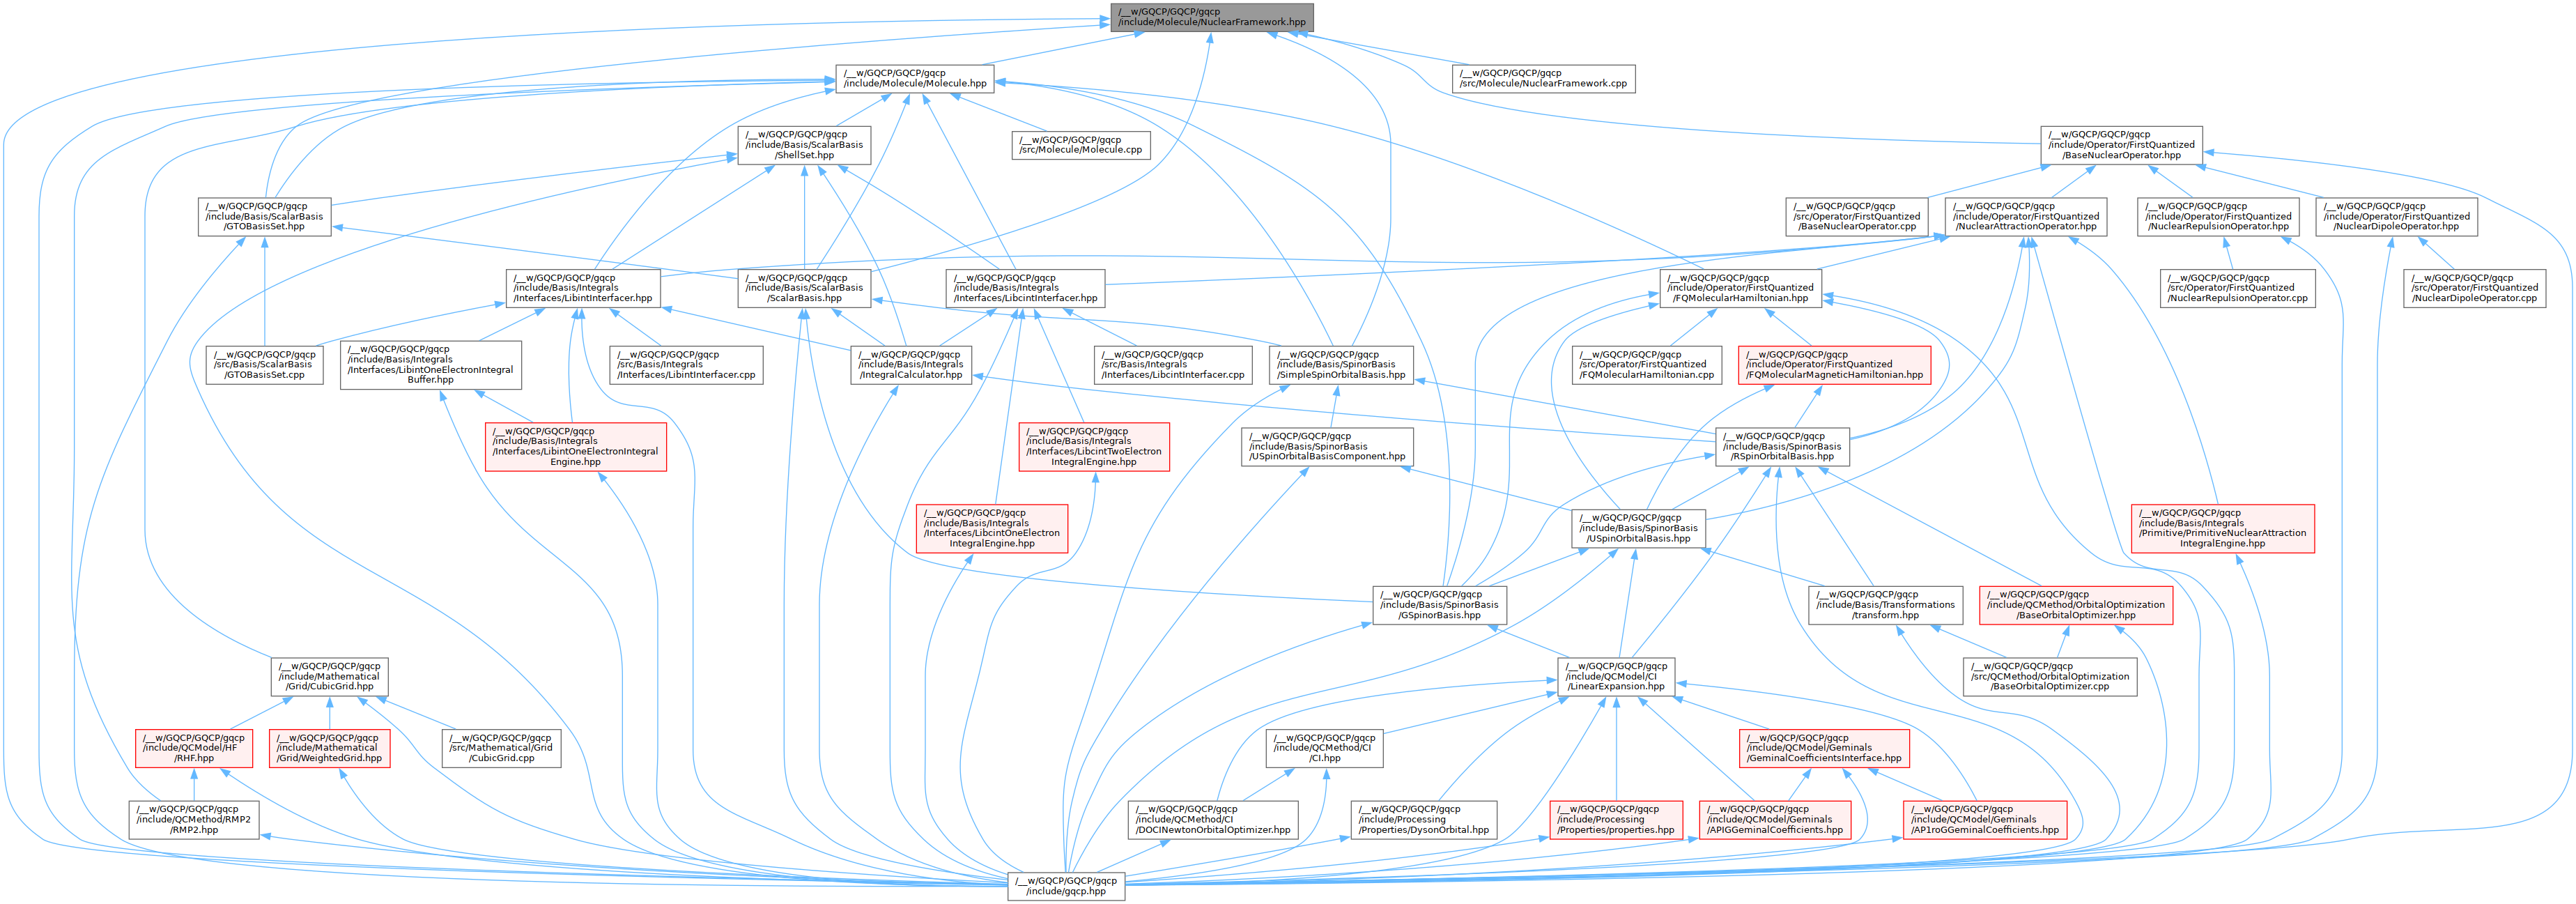 /__w/GQCP/GQCP/gqcp
/include/Molecule/NuclearFramework.hpp
/__w/GQCP/GQCP/gqcp
/include/Molecule/Molecule.hpp
/__w/GQCP/GQCP/gqcp
/src/Molecule/NuclearFramework.cpp
/__w/GQCP/GQCP/gqcp
/include/Basis/ScalarBasis
/ShellSet.hpp
/__w/GQCP/GQCP/gqcp
/src/Molecule/Molecule.cpp
/__w/GQCP/GQCP/gqcp
/include/Operator/FirstQuantized
/BaseNuclearOperator.hpp
/__w/GQCP/GQCP/gqcp
/include/Basis/ScalarBasis
/GTOBasisSet.hpp
/__w/GQCP/GQCP/gqcp
/src/Operator/FirstQuantized
/BaseNuclearOperator.cpp
/__w/GQCP/GQCP/gqcp
/include/Operator/FirstQuantized
/NuclearAttractionOperator.hpp
/__w/GQCP/GQCP/gqcp
/include/Operator/FirstQuantized
/NuclearRepulsionOperator.hpp
/__w/GQCP/GQCP/gqcp
/include/Operator/FirstQuantized
/NuclearDipoleOperator.hpp
/__w/GQCP/GQCP/gqcp
/include/Basis/Integrals
/Interfaces/LibintInterfacer.hpp
/__w/GQCP/GQCP/gqcp
/include/Basis/ScalarBasis
/ScalarBasis.hpp
/__w/GQCP/GQCP/gqcp
/include/Basis/Integrals
/Interfaces/LibcintInterfacer.hpp
/__w/GQCP/GQCP/gqcp
/include/Operator/FirstQuantized
/FQMolecularHamiltonian.hpp
/__w/GQCP/GQCP/gqcp
/src/Operator/FirstQuantized
/NuclearRepulsionOperator.cpp
/__w/GQCP/GQCP/gqcp
/src/Operator/FirstQuantized
/NuclearDipoleOperator.cpp
/__w/GQCP/GQCP/gqcp
/src/Basis/ScalarBasis
/GTOBasisSet.cpp
/__w/GQCP/GQCP/gqcp
/include/Basis/Integrals
/Interfaces/LibintOneElectronIntegral
Buffer.hpp
/__w/GQCP/GQCP/gqcp
/src/Basis/Integrals
/Interfaces/LibintInterfacer.cpp
/__w/GQCP/GQCP/gqcp
/include/Basis/Integrals
/IntegralCalculator.hpp
/__w/GQCP/GQCP/gqcp
/src/Basis/Integrals
/Interfaces/LibcintInterfacer.cpp
/__w/GQCP/GQCP/gqcp
/include/Basis/SpinorBasis
/SimpleSpinOrbitalBasis.hpp
/__w/GQCP/GQCP/gqcp
/src/Operator/FirstQuantized
/FQMolecularHamiltonian.cpp
/__w/GQCP/GQCP/gqcp
/include/Operator/FirstQuantized
/FQMolecularMagneticHamiltonian.hpp
/__w/GQCP/GQCP/gqcp
/include/Basis/Integrals
/Interfaces/LibintOneElectronIntegral
Engine.hpp
/__w/GQCP/GQCP/gqcp
/include/Basis/Integrals
/Interfaces/LibcintTwoElectron
IntegralEngine.hpp
/__w/GQCP/GQCP/gqcp
/include/Basis/SpinorBasis
/USpinOrbitalBasisComponent.hpp
/__w/GQCP/GQCP/gqcp
/include/Basis/SpinorBasis
/RSpinOrbitalBasis.hpp
/__w/GQCP/GQCP/gqcp
/include/Basis/Integrals
/Interfaces/LibcintOneElectron
IntegralEngine.hpp
/__w/GQCP/GQCP/gqcp
/include/Basis/SpinorBasis
/USpinOrbitalBasis.hpp
/__w/GQCP/GQCP/gqcp
/include/Basis/Integrals
/Primitive/PrimitiveNuclearAttraction
IntegralEngine.hpp
/__w/GQCP/GQCP/gqcp
/include/Basis/SpinorBasis
/GSpinorBasis.hpp
/__w/GQCP/GQCP/gqcp
/include/Basis/Transformations
/transform.hpp
/__w/GQCP/GQCP/gqcp
/include/QCMethod/OrbitalOptimization
/BaseOrbitalOptimizer.hpp
/__w/GQCP/GQCP/gqcp
/include/Mathematical
/Grid/CubicGrid.hpp
/__w/GQCP/GQCP/gqcp
/include/QCModel/CI
/LinearExpansion.hpp
/__w/GQCP/GQCP/gqcp
/src/QCMethod/OrbitalOptimization
/BaseOrbitalOptimizer.cpp
/__w/GQCP/GQCP/gqcp
/include/QCModel/HF
/RHF.hpp
/__w/GQCP/GQCP/gqcp
/include/Mathematical
/Grid/WeightedGrid.hpp
/__w/GQCP/GQCP/gqcp
/src/Mathematical/Grid
/CubicGrid.cpp
/__w/GQCP/GQCP/gqcp
/include/QCMethod/CI
/CI.hpp
/__w/GQCP/GQCP/gqcp
/include/QCModel/Geminals
/GeminalCoefficientsInterface.hpp
/__w/GQCP/GQCP/gqcp
/include/QCMethod/RMP2
/RMP2.hpp
/__w/GQCP/GQCP/gqcp
/include/QCMethod/CI
/DOCINewtonOrbitalOptimizer.hpp
/__w/GQCP/GQCP/gqcp
/include/Processing
/Properties/DysonOrbital.hpp
/__w/GQCP/GQCP/gqcp
/include/Processing
/Properties/properties.hpp
/__w/GQCP/GQCP/gqcp
/include/QCModel/Geminals
/APIGGeminalCoefficients.hpp
/__w/GQCP/GQCP/gqcp
/include/QCModel/Geminals
/AP1roGGeminalCoefficients.hpp
/__w/GQCP/GQCP/gqcp
/include/gqcp.hpp